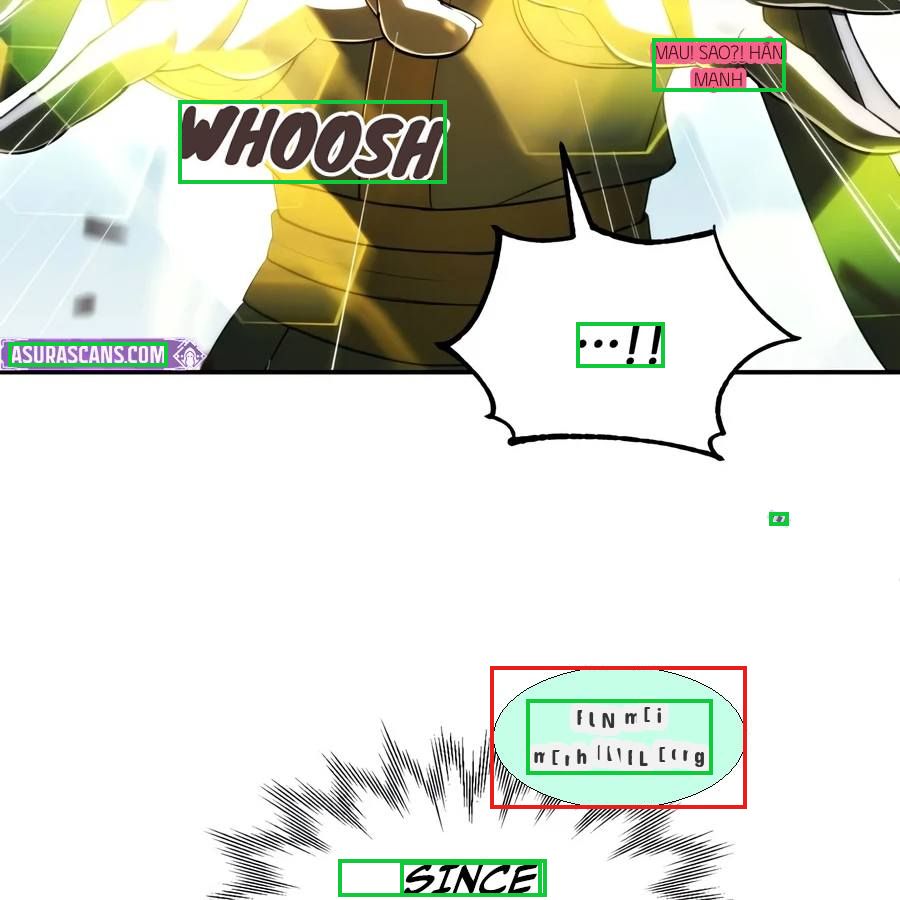 MAU! SAO?! HẮN
MẠNH
WHOOSH
...!!
ASURASCANS.COM
SINCE